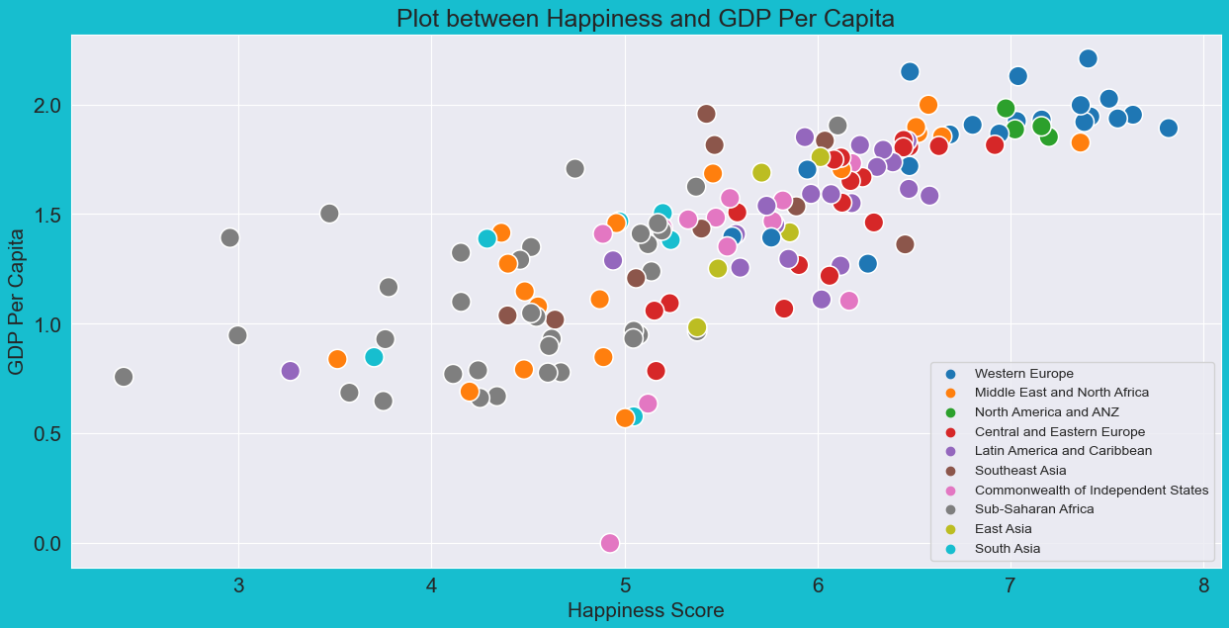 Plot between Happiness and GDP Per Capita
GDP Per Capita
2.0
1.5
1.0
0.5
0.0
Western Europe
Middle East and North Africa
North America and ANZ
Central and Eastern Europe
Latin America and Caribbean
Southeast Asia
Commonwealth of Independent States
Sub-Saharan Africa
East Asia
South Asia
3 4 5 6 7 8
Happiness Score